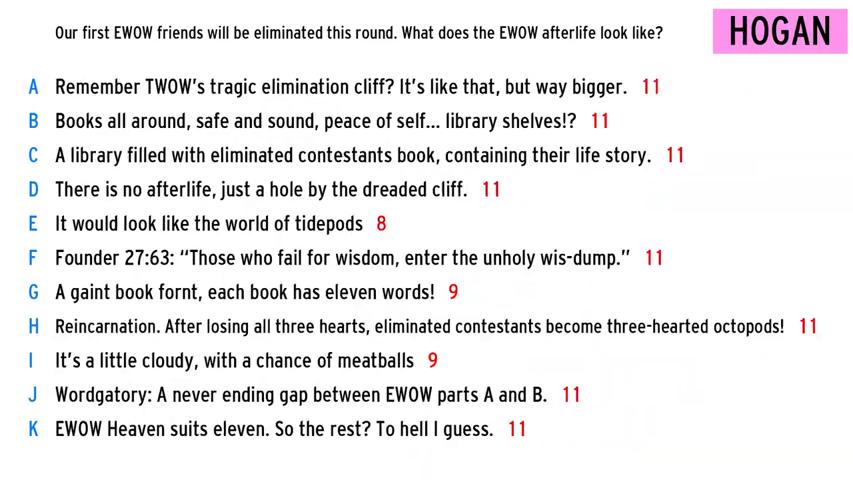 Our first EWOW friends will be eliminated this round. What does the EWOW afterlife look like?
HOGAN
A Remember TWOW's tragic elimination cliff? It's like that, but way bigger. 11
B Books all around, safe and sound, peace of self... library shelves!? 11
C A library filled with eliminated contestants book, containing their life story. 11
D There is no afterlife, just a hole by the dreaded cliff. 11
E It would look like the world of tidepods 8
F Founder 27:63: “Those who fail for wisdom, enter the unholy wis-dump.” 11
G A gaint book fornt, each book has eleven words! 9
H Reincarnation. After losing all three hearts, eliminated contestants become three-hearted octopods! 11
I It's a little cloudy, with a chance of meatballs 9
J Wordgatory: A never ending gap between EWOW parts A and B. 11
K EWOW Heaven suits eleven. So the rest? To hell I guess. 11